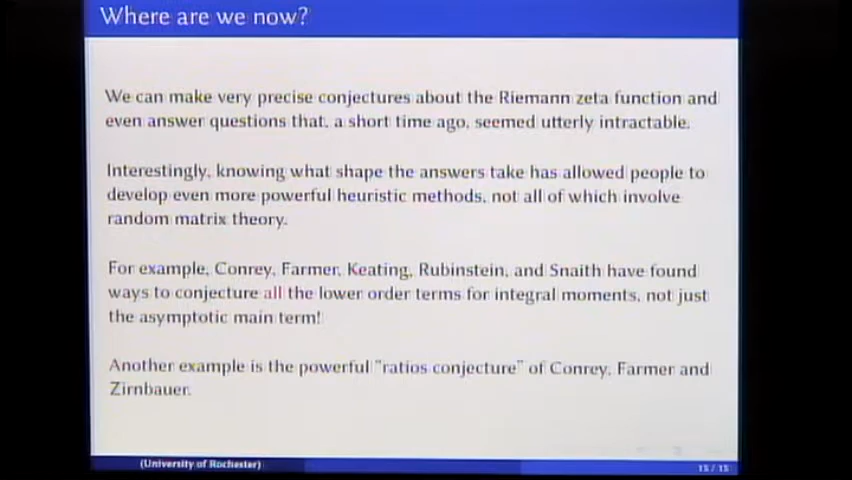 Where are we now?
We can make very precise conjectures about the Riemann zeta function and
even answer questions that, a short time ago, seemed utterly intractable.
Interestingly, knowing what shape the answers take has allowed people to
develop even more powerful heuristic methods, not all of which involve
random matrix theory.
For example, Conrey, Farmer, Keating, Rubinstein, and Snaith have found
ways to conjecture all the lower order terms for integral moments, not just
the asymptotic main term!
Another example is the powerful "ratios conjecture" of Conrey, Farmer and
Zirnbauer.
(University of Rochester)
15 / 15